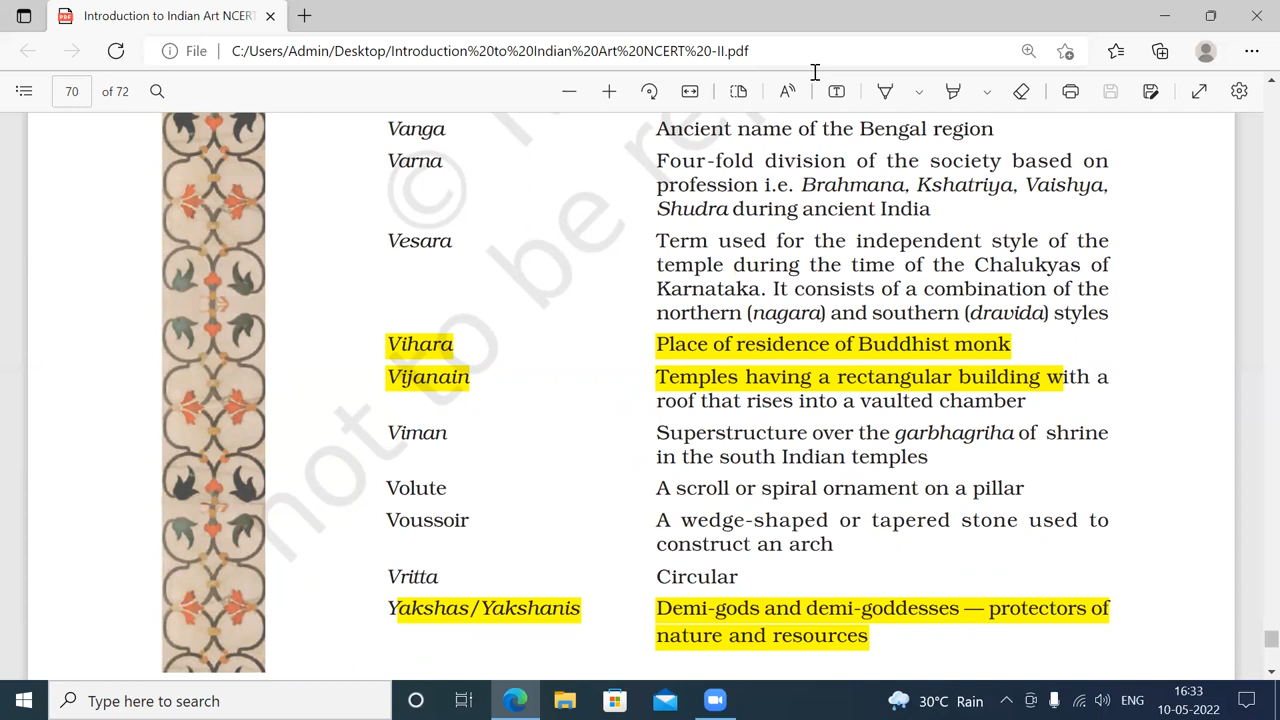 Introduction to Indian Art NCERT
File C:/Users/Admin/Desktop/Introduction%20to%20Indian%20Art%20NCERT%20-II.pdf
70 of 72
Vanga Ancient name of the Bengal region
Varna Four-fold division of the society based on
profession i.e. Brahmana, Kshatriya, Vaishya,
Shudra during ancient India
Vesara Term used for the independent style of the
temple during the time of the Chalukyas of
Karnataka. It consists of a combination of the
northern (nagara) and southern (dravida) styles
Vihara Place of residence of Buddhist monk
Vijanain Temples having a rectangular building with a
roof that rises into a vaulted chamber
Viman Superstructure over the garbhagriha of shrine
in the south Indian temples
Volute A scroll or spiral ornament on a pillar
Voussoir A wedge-shaped or tapered stone used to
construct an arch
Vritta Circular
Yakshas/Yakshanis Demi-gods and demi-goddesses — protectors of
nature and resources
© N
not to be re
Type here to search
30°C Rain ENG 16:33
10-05-2022